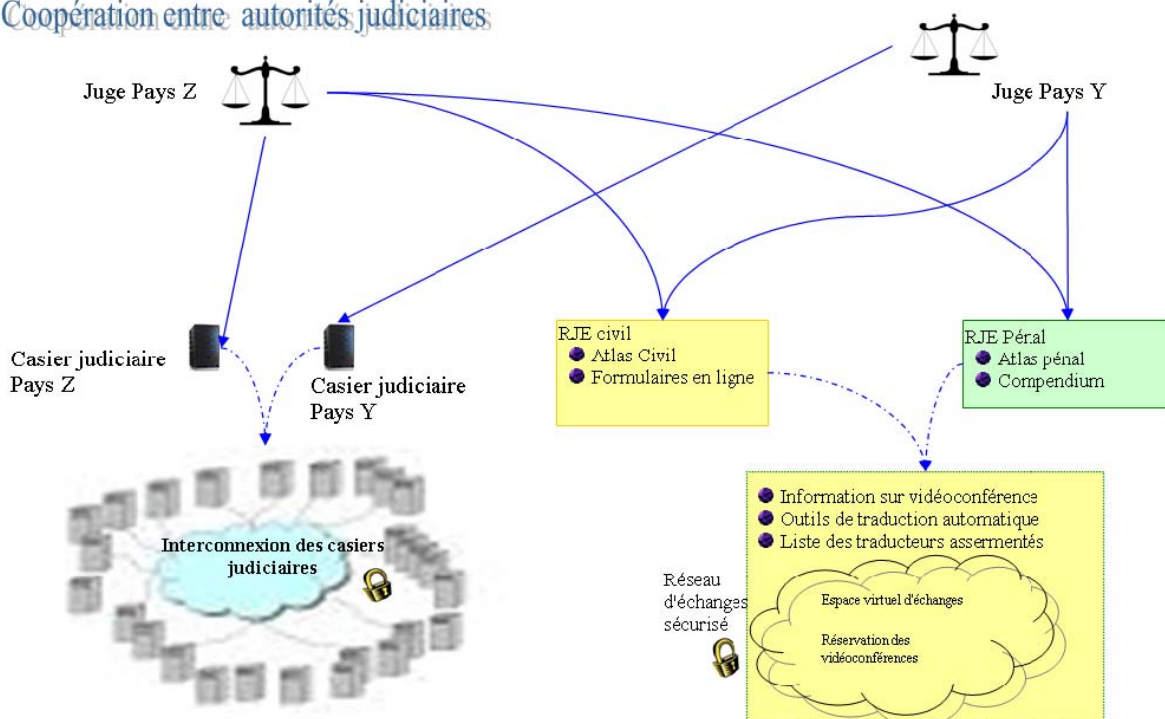 Coopération entre autorités judiciaires
Juge Pays Z
Juge Pays Y
Casier judiciaire
Pays Z
Casier judiciaire
Pays Y
RJE civil
Atlas Civil
Formulaires en ligne
RJE Pénal
Atlas pénal
Compendium
Interconnexion des casiers
judiciaires
Information sur vidéoconférence
Outils de traduction automatique
Liste des traducteurs assermentés
Réseau
d'échanges
sécurisé
Espace virtuel d'échanges
Réservation des
vidéoconférences